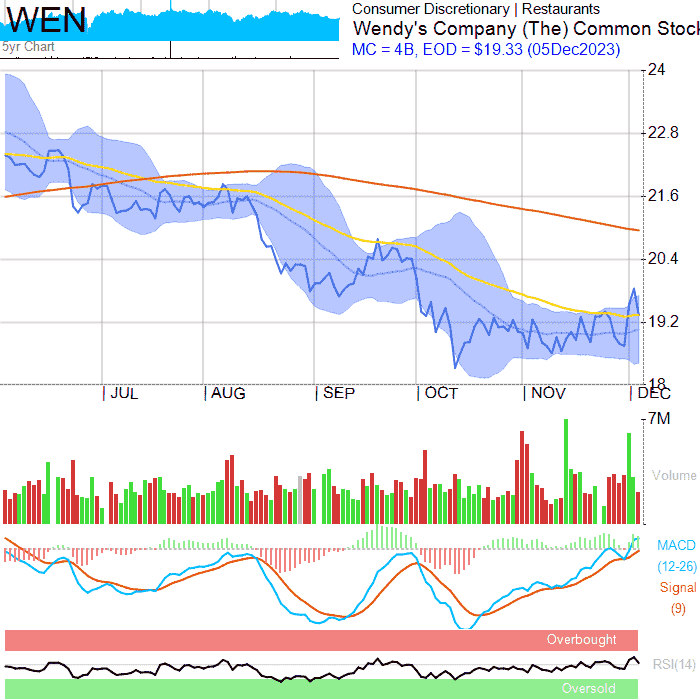 WEN
5yr Chart
Consumer Discretionary | Restaurants
Wendy's Company (The) Common Stock
MC = 4B, EOD = $19.33 (05Dec2023)
24
22.8
21.6
20.4
19.2
18
JUL
AUG
SEP
OCT
NOV
DEC
7M
Volume
MACD
(12-26)
Signal
(9)
Overbought
RSI(14)
Oversold